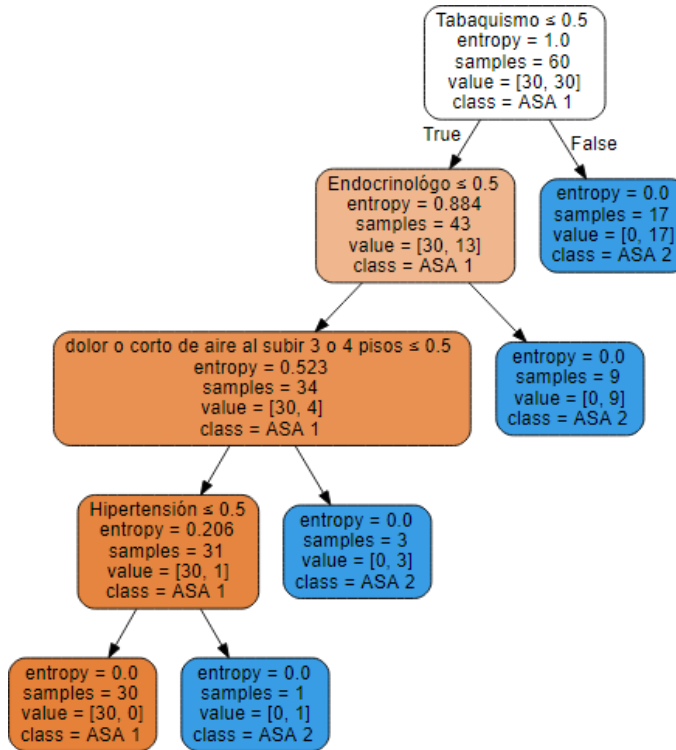 Tabaquismo ≤ 0.5
entropy = 1.0
samples = 60
value = [30, 30]
class = ASA 1
True
False
Endocrinológo ≤ 0.5
entropy = 0.884
samples = 43
value = [30, 13]
class = ASA 1
entropy = 0.0
samples = 17
value = [0, 17]
class = ASA 2
dolor o corto de aire al subir 3 o 4 pisos ≤ 0.5
entropy = 0.523
samples = 34
value = [30, 4]
class = ASA 1
entropy = 0.0
samples = 9
value = [0, 9]
class = ASA 2
Hipertensión ≤ 0.5
entropy = 0.206
samples = 31
value = [30, 1]
class = ASA 1
entropy = 0.0
samples = 3
value = [0, 3]
class = ASA 2
entropy = 0.0
samples = 30
value = [30, 0]
class = ASA 1
entropy = 0.0
samples = 1
value = [0, 1]
class = ASA 2